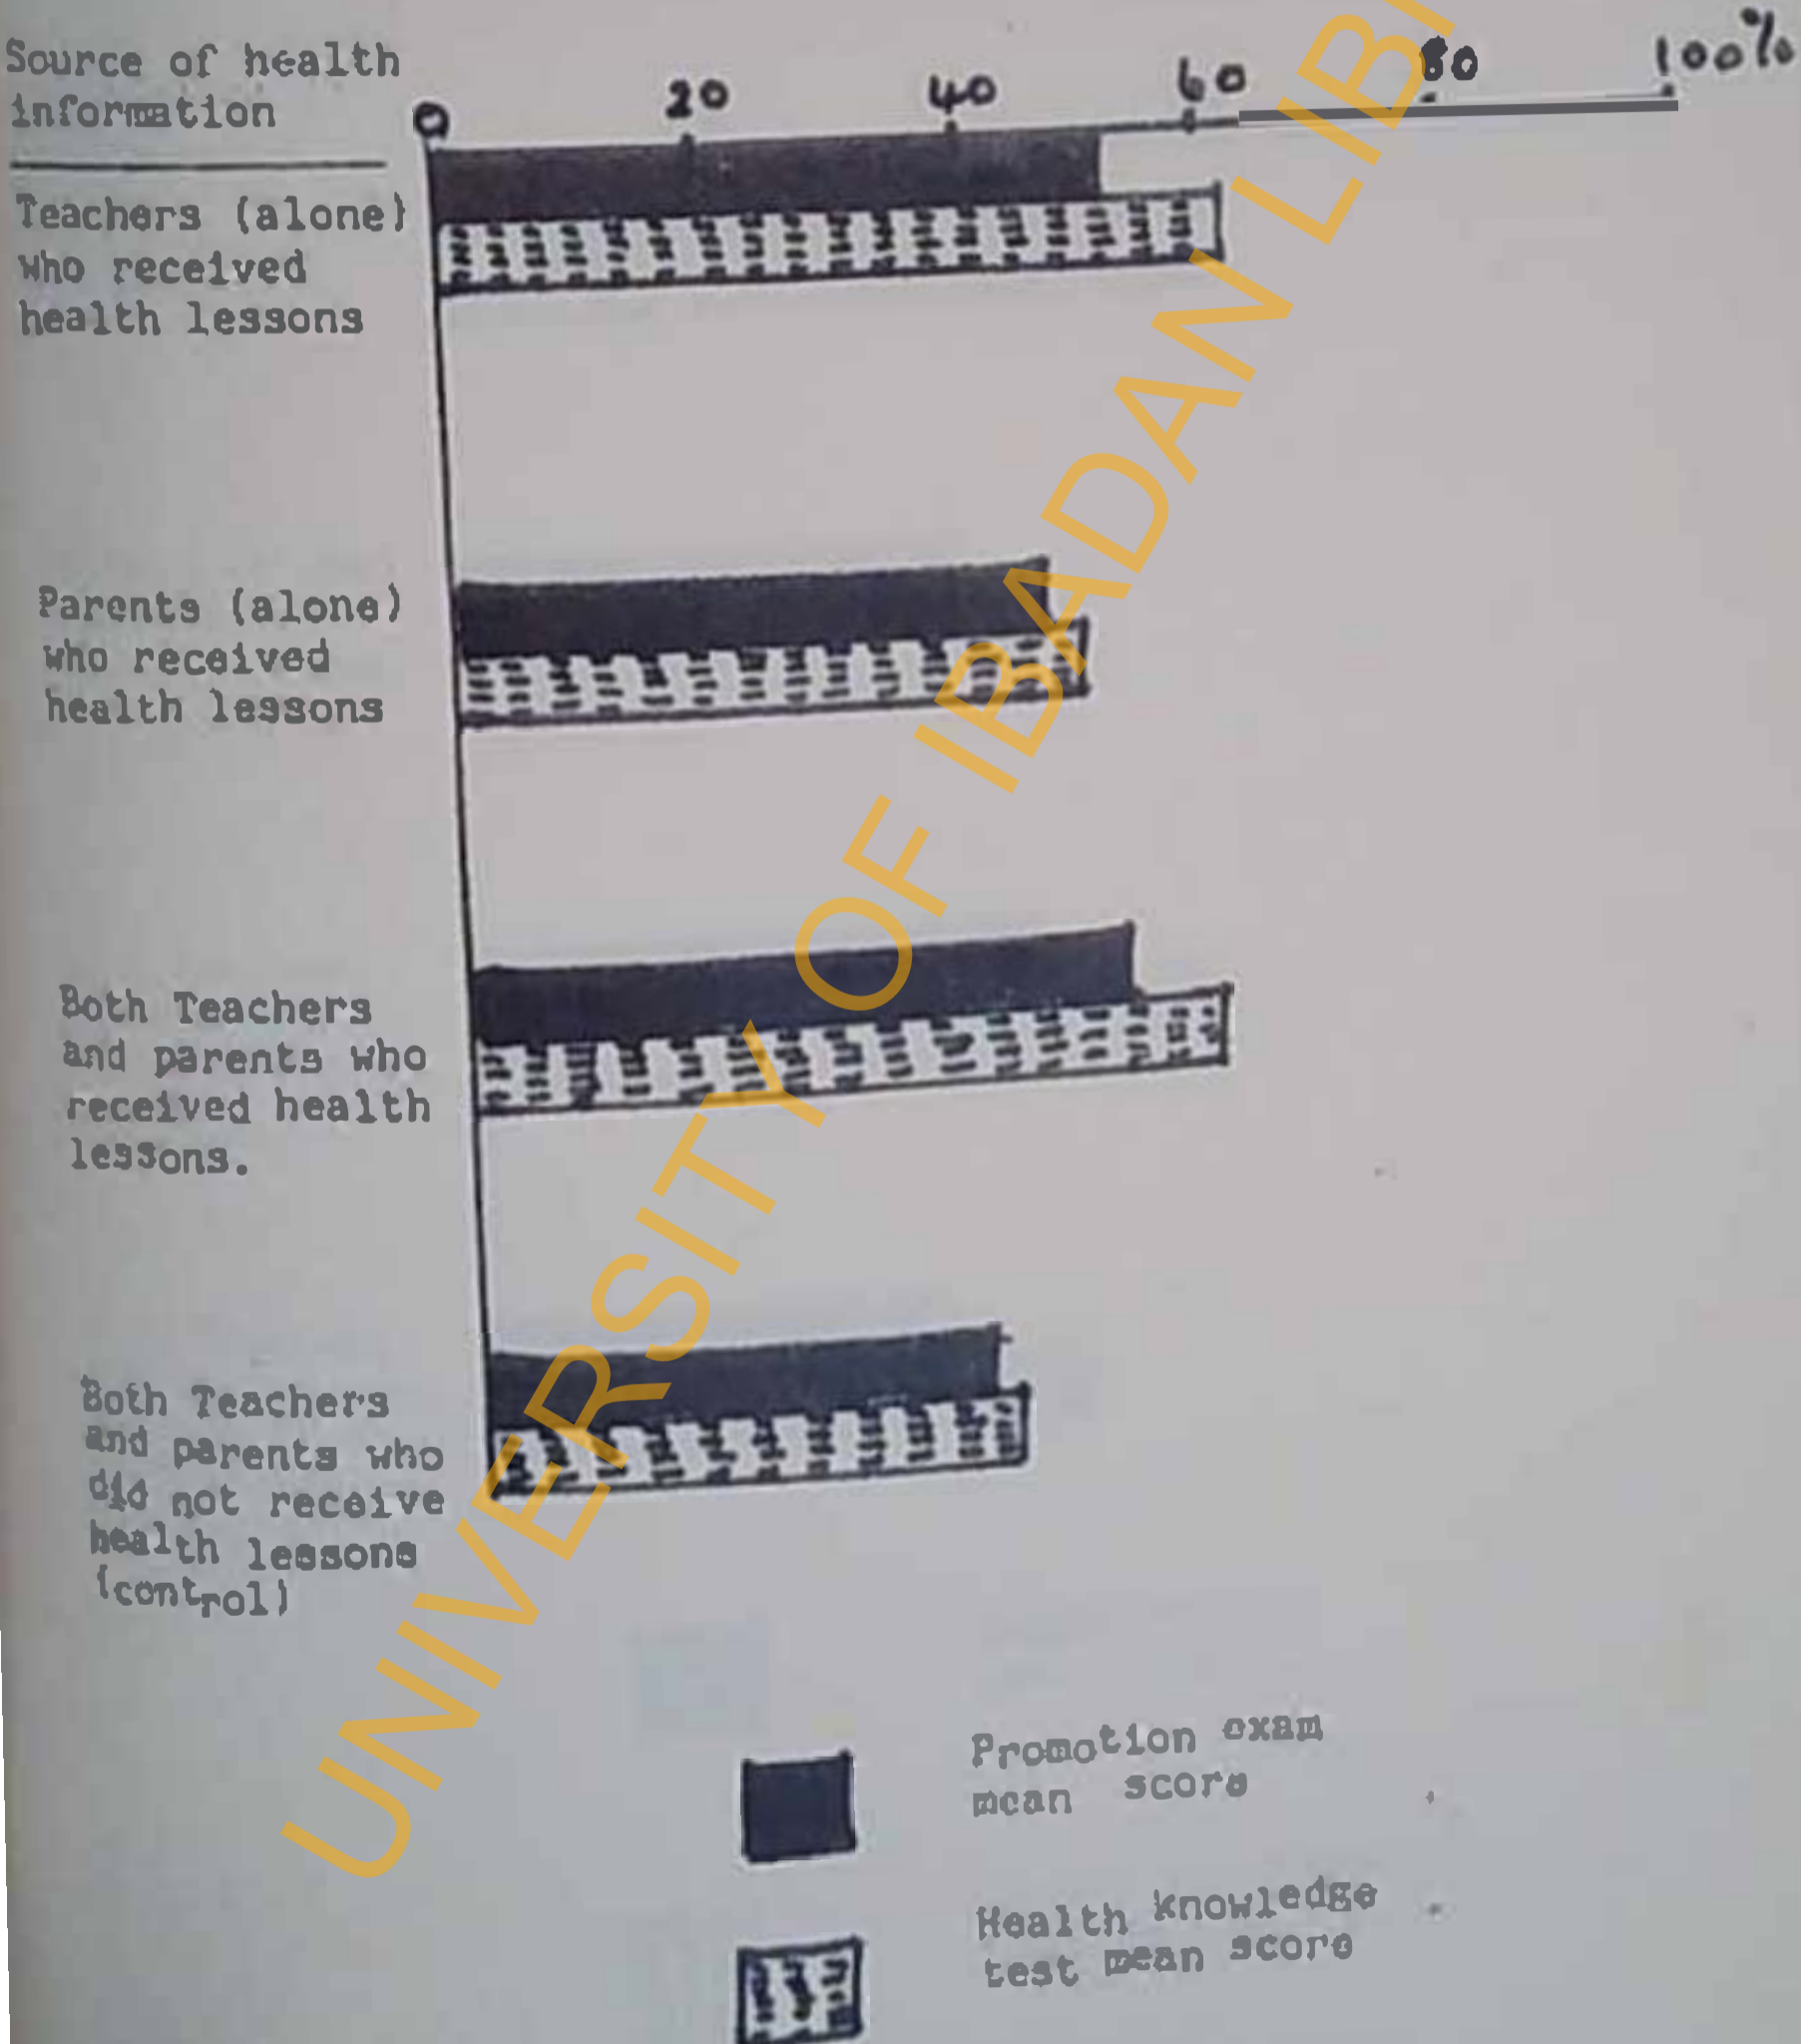 Source of health
information
0 20 40 60 80 100%
Teachers (alone)
who received
health lessons
Parents (alone)
who received
health lessons
Both Teachers
and parents who
received health
lessons.
Both Teachers
and parents who
did not receive
health lessons
(control)
Promotion exam
mean score
Health knowledge
test mean score
UNIVERSITY OF IBADAN LIB